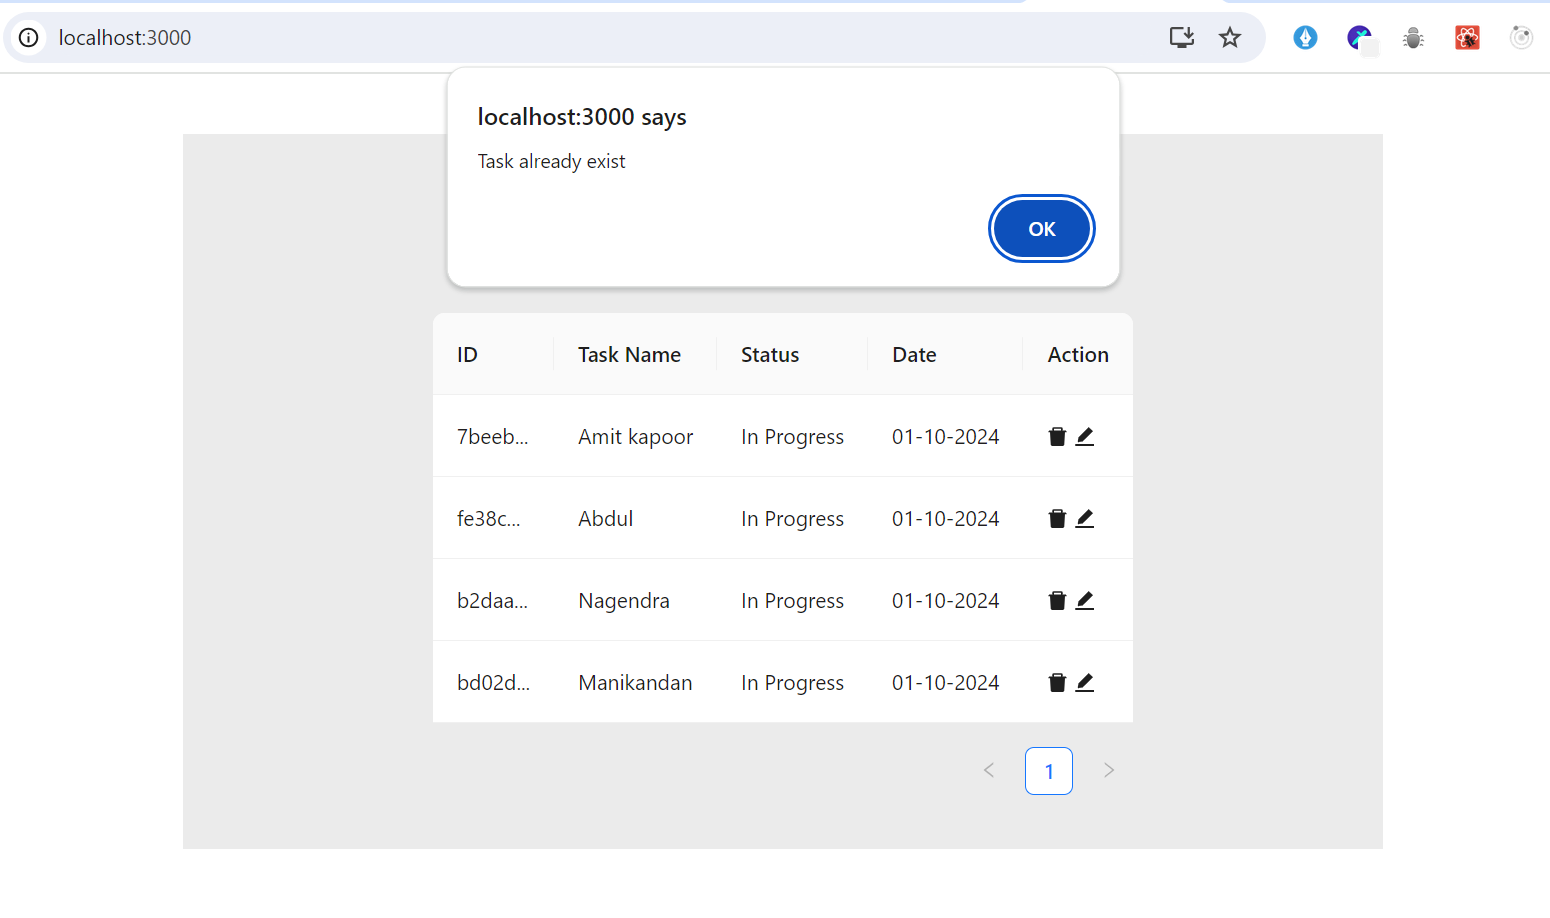 localhost:3000
localhost:3000 says
Task already exist
OK
ID Task Name Status Date Action
7beeb... Amit kapoor In Progress 01-10-2024
fe38c... Abdul In Progress 01-10-2024
b2daa... Nagendra In Progress 01-10-2024
bd02d... Manikandan In Progress 01-10-2024
1